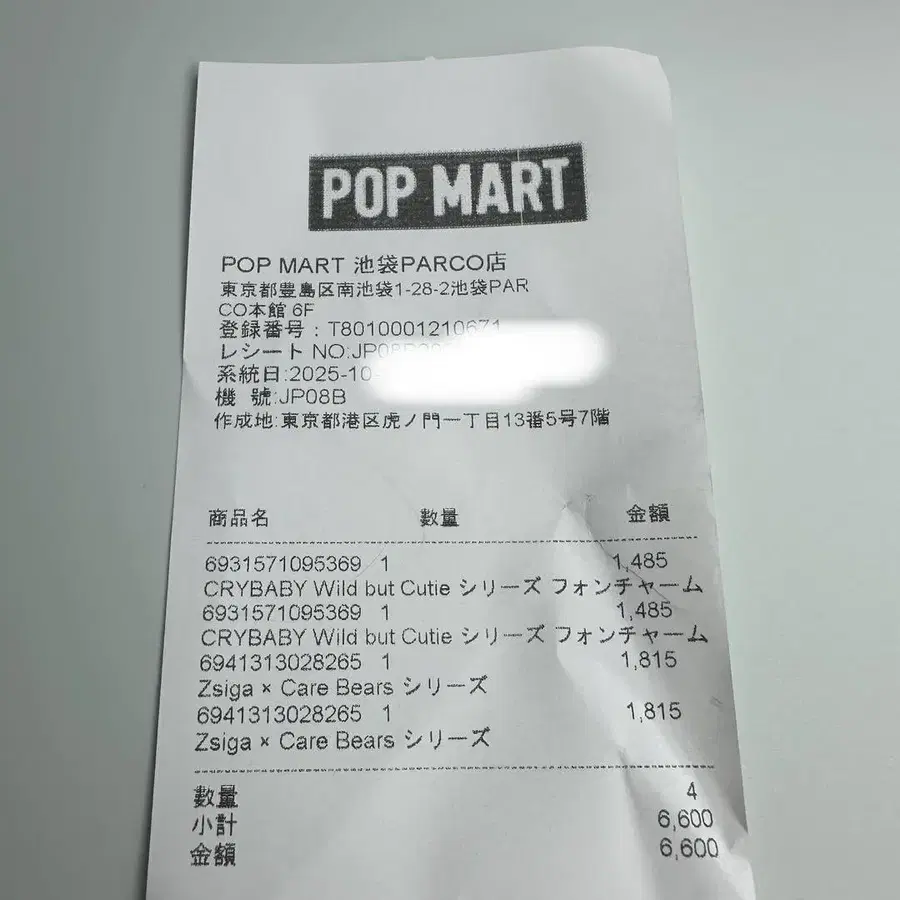 POP MART
POP MART 池袋PARCO店
東京都豊島区南池袋1-28-2池袋PAR
CO本館 6F
登録番号：T8010001210671
レシート NO:JP08B
系統日:2025-10-
機 號:JP08B
作成地:東京都港区虎ノ門一丁目13番5号7階
商品名 数量 金額
6931571095369 1 1,485
CRYBABY Wild but Cutie シリーズ フォンチャーム
6931571095369 1 1,485
CRYBABY Wild but Cutie シリーズ フォンチャーム
6941313028265 1 1,815
Zsiga × Care Bears シリーズ
6941313028265 1 1,815
Zsiga × Care Bears シリーズ
數量 4
小計 6,600
金額 6,600